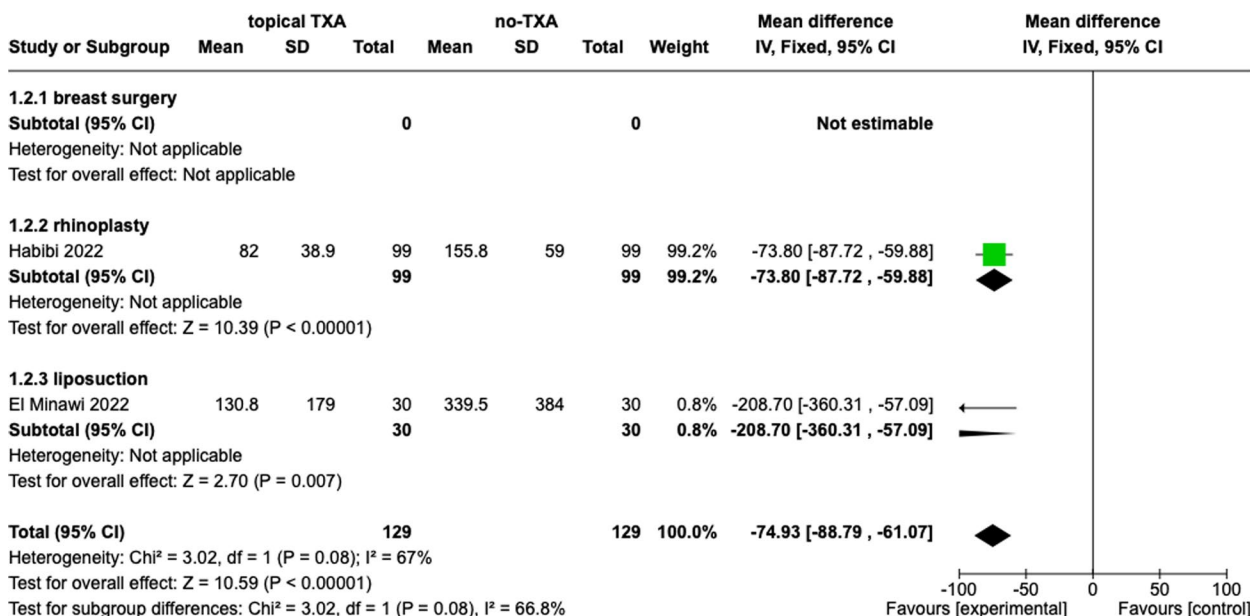 topical TXA no-TXA Mean difference Mean difference
Study or Subgroup Mean SD Total Mean SD Total Weight IV, Fixed, 95% CI IV, Fixed, 95% CI
1.2.1 breast surgery
Subtotal (95% CI) 0 0 Not estimable
Heterogeneity: Not applicable
Test for overall effect: Not applicable
1.2.2 rhinoplasty
Habibi 2022 82 38.9 99 155.8 59 99 99.2% -73.80 [-87.72 , -59.88]
Subtotal (95% CI) 99 99 99.2% -73.80 [-87.72 , -59.88]
Heterogeneity: Not applicable
Test for overall effect: Z = 10.39 (P < 0.00001)
1.2.3 liposuction
El Minawi 2022 130.8 179 30 339.5 384 30 0.8% -208.70 [-360.31 , -57.09]
Subtotal (95% CI) 30 30 0.8% -208.70 [-360.31 , -57.09]
Heterogeneity: Not applicable
Test for overall effect: Z = 2.70 (P = 0.007)
Total (95% CI) 129 129 100.0% -74.93 [-88.79 , -61.07]
Heterogeneity: Chi² = 3.02, df = 1 (P = 0.08); I² = 67%
Test for overall effect: Z = 10.59 (P < 0.00001)
-100 -50 0 50 100
Test for subgroup differences: Chi² = 3.02, df = 1 (P = 0.08), I² = 66.8% Favours [experimental] Favours [control]